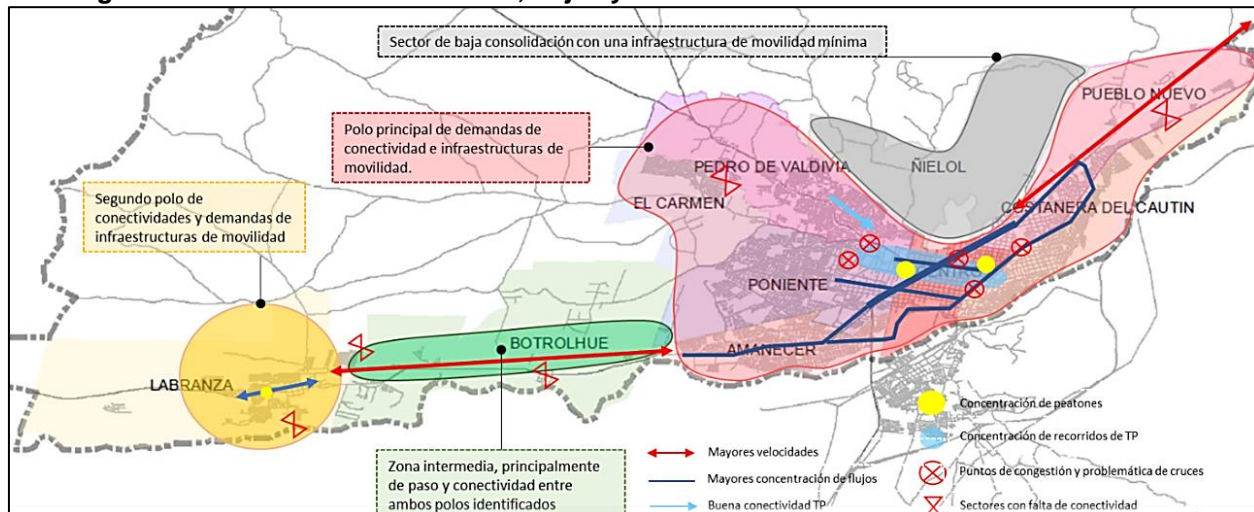 Sector de baja consolidación con una infraestructura de movilidad mínima
PUEBLO NUEVO
Polo principal de demandas de
conectividad e infraestructuras de
movilidad.
PEDRO DE VALDIVIA
ÑIELOL
EL CARMEN
COSTANERA DEL CAUTIN
Segundo polo de
conectividades y demandas de
infraestructuras de movilidad
CENTRO
PONIENTE
BOTROLHUE
AMANECER
LABRANZA
Concentración de peatones
Concentración de recorridos de TP
Zona intermedia, principalmente
de paso y conectividad entre
ambos polos identificados
Mayores velocidades
Mayores concentración de flujos
Buena conectividad TP
Puntos de congestión y problemática de cruces
Sectores con falta de conectividad